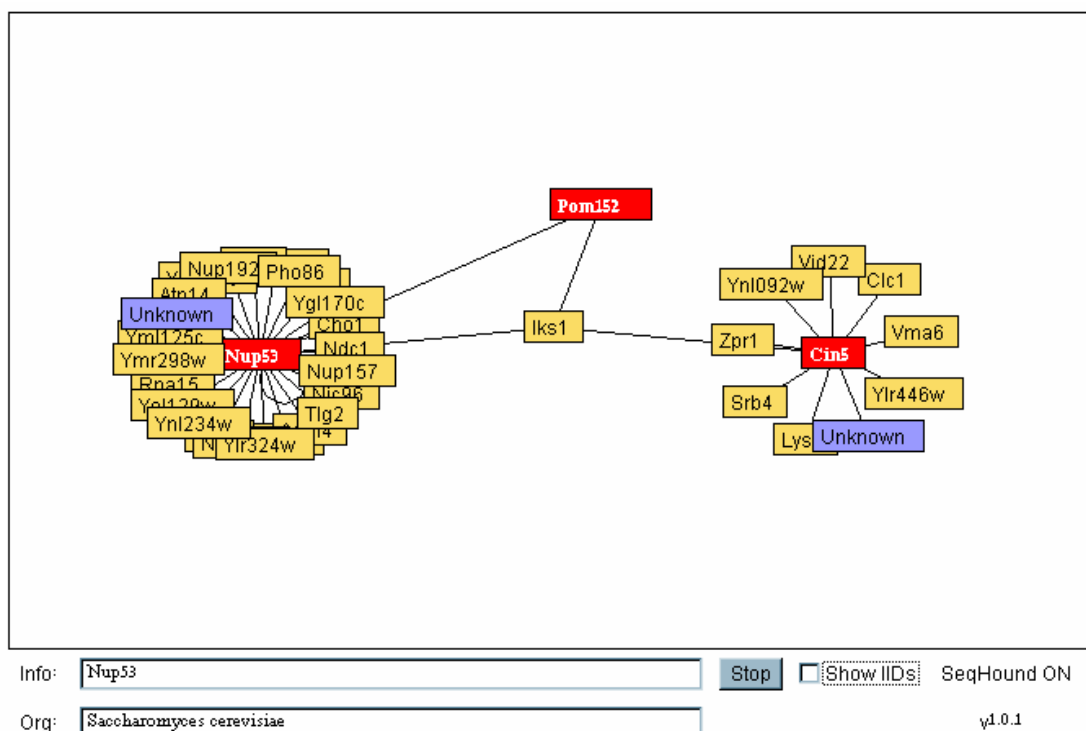 Pom152
Vid22
Nup192
Pho86
Ynl092w
Clc1
Atp14
Ygl170c
Unknown
Cho1
Iks1
Vma6
Yml125c
Zpr1
Ndc1
Ymr298w
Nup53
Cin5
Nup157
Rna15
Nic96
Ylr446w
Srb4
Tlg2
Ynl234w
Ylr324w
Lys
Unknown
Info: Nup53 Stop Show IIDs SeqHound ON
Org: Saccharomyces cerevisiae v1.0.1